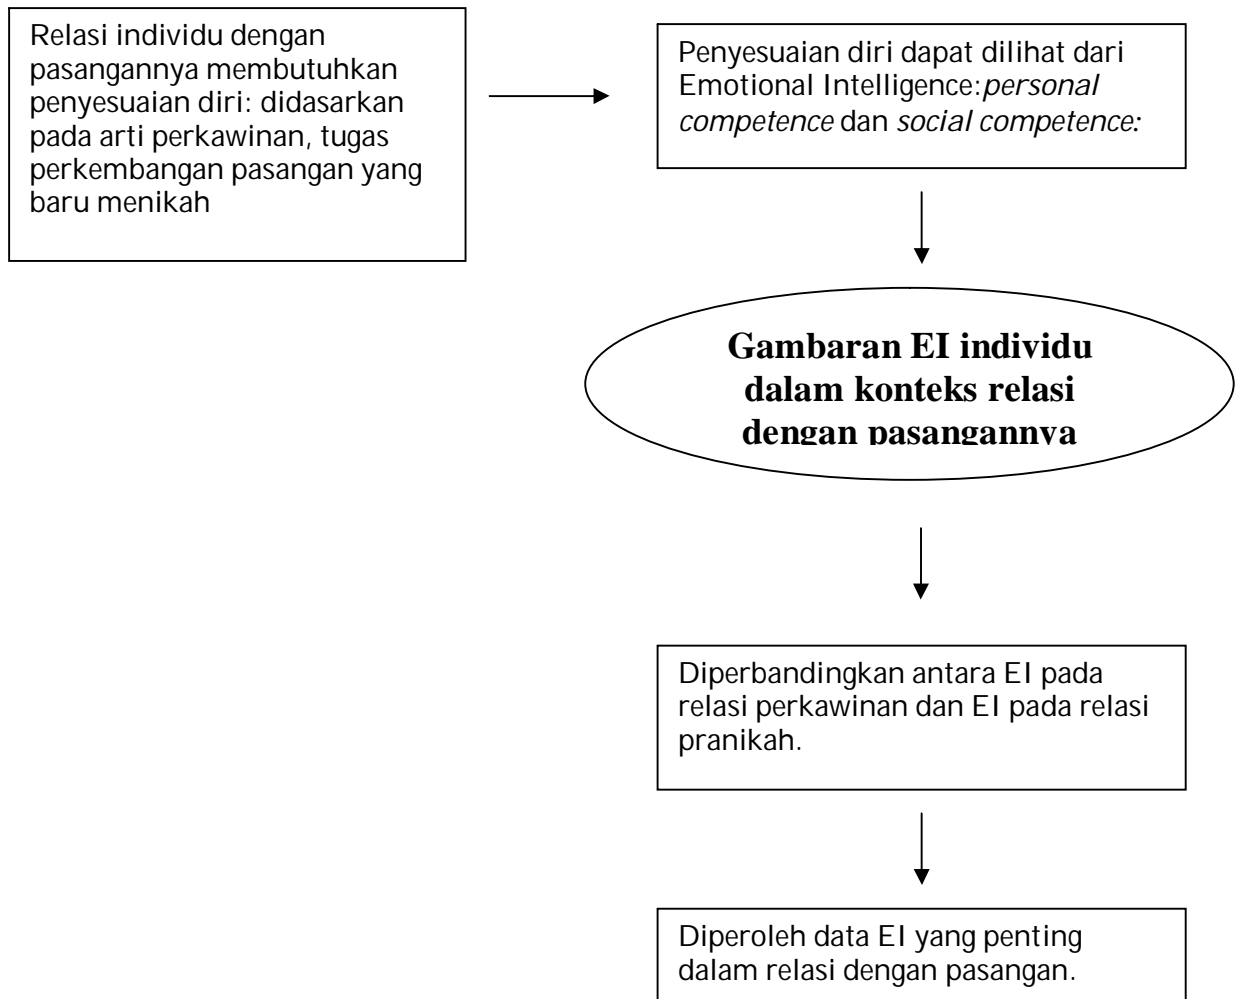 Relasi individu dengan
pasangannya membutuhkan
penyesuaian diri: didasarkan
pada arti perkawinan, tugas
perkembangan pasangan yang
baru menikah
Penyesuaian diri dapat dilihat dari
Emotional Intelligence:personal
competence dan social competence:
Gambaran EI individu
dalam konteks relasi
dengan pasangannya
Diperbandingkan antara EI pada
relasi perkawinan dan EI pada relasi
pranikah.
Diperoleh data EI yang penting
dalam relasi dengan pasangan.